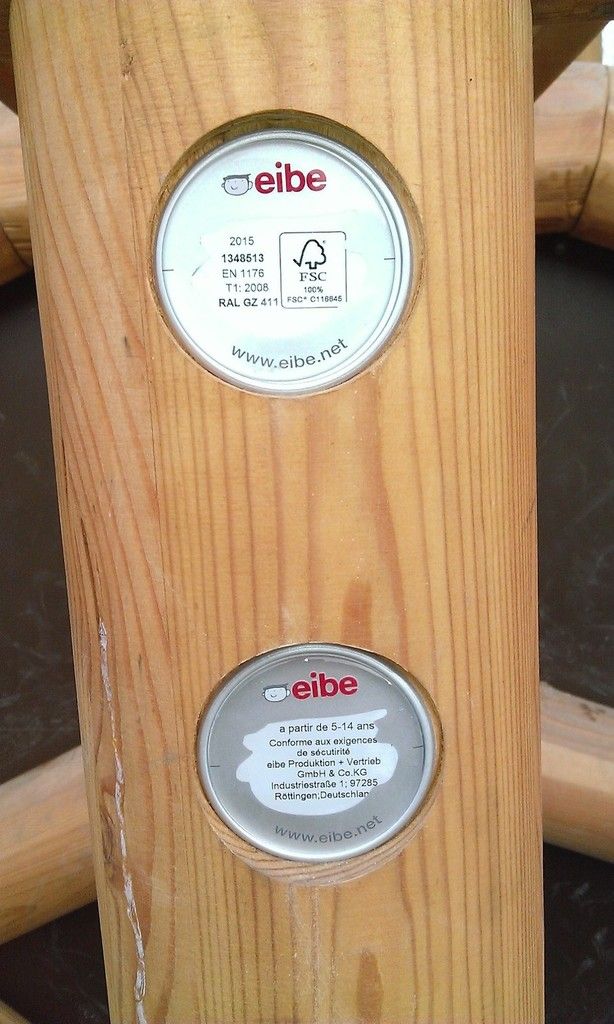 eibe
2015
1348513
EN 1176
T1: 2008
RAL GZ 411
FSC
100%
FSC® C116645
www.eibe.net
eibe
a partir de 5-14 ans
Conforme aux exigences
de sécutirité
eibe Produktion + Vertrieb
GmbH & Co.KG
Industriestraße 1; 97285
Röttingen;Deutschlan
www.eibe.net